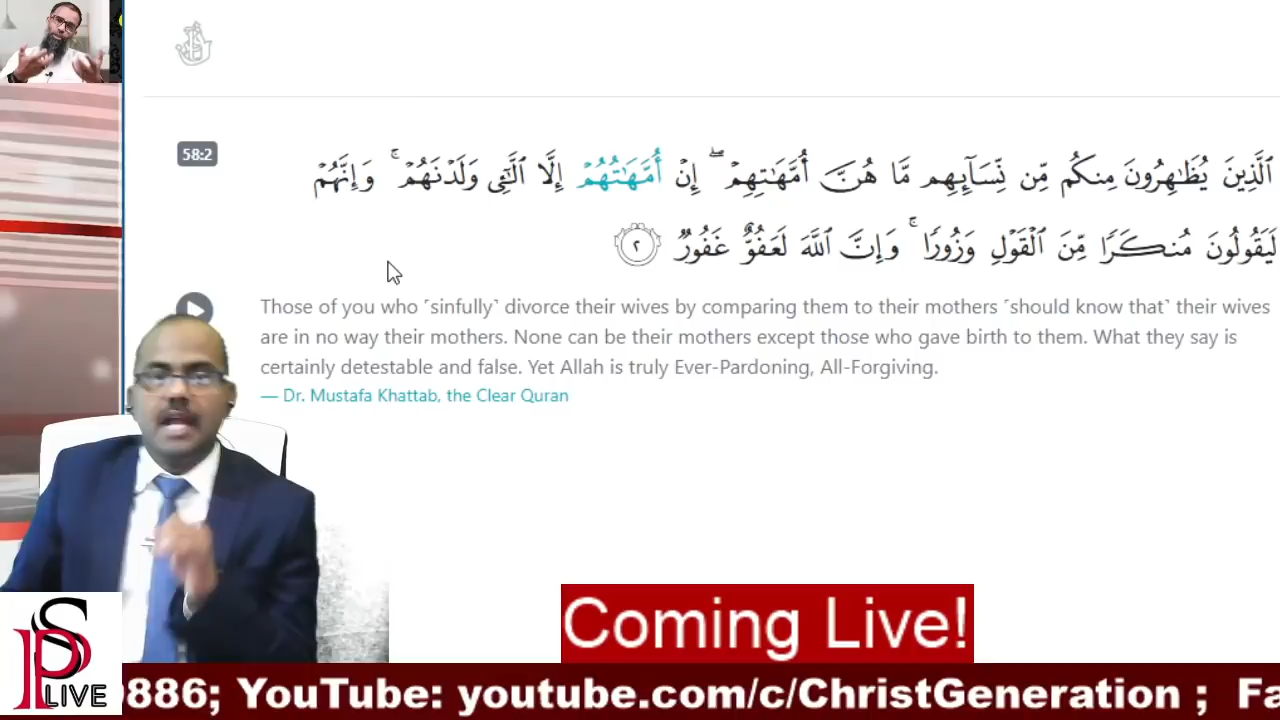 58:2
ٱلَّذِينَ يُظَـٰهِرُونَ مِنكُم مِّن نِّسَآئِهِم مَّا هُنَّ أُمَّهَـٰتِهِمْ ۖ إِنْ أُمَّهَـٰتُهُمْ إِلَّا ٱلَّـٰٓـِٔى وَلَدْنَهُمْ ۚ وَإِنَّهُمْ
لَيَقُولُونَ مُنكَرًا مِّنَ ٱلْقَوْلِ وَزُورًا ۚ وَإِنَّ ٱللَّهَ لَعَفُوٌّ غَفُورٌ ٢
Those of you who ˹sinfully˺ divorce their wives by comparing them to their mothers ˹should know that˺ their wives
are in no way their mothers. None can be their mothers except those who gave birth to them. What they say is
certainly detestable and false. Yet Allah is truly Ever-Pardoning, All-Forgiving.
— Dr. Mustafa Khattab, the Clear Quran
Coming Live!
PS LIVE
886; YouTube: youtube.com/c/ChristGeneration ; Fa